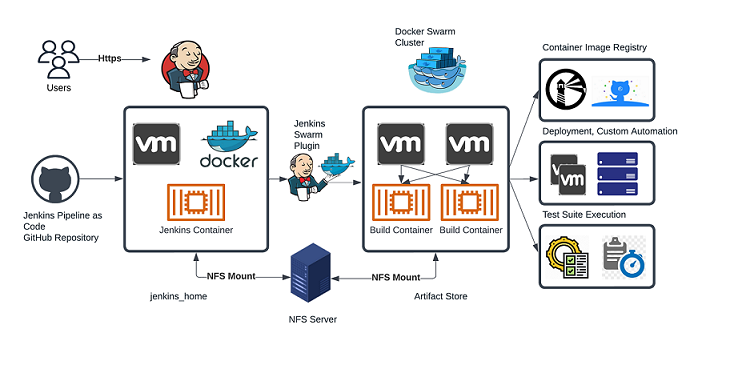 Docker Swarm
Cluster
Container Image Registry
Https
Users
Jenkins
Swarm
Plugin
Deployment, Custom Automation
vm
docker
vm
vm
vm
Jenkins Pipeline as
Code
GitHub Repository
Jenkins Container
Build Container
Build Container
Test Suite Execution
NFS Mount
NFS Mount
jenkins_home
Artifact Store
NFS Server